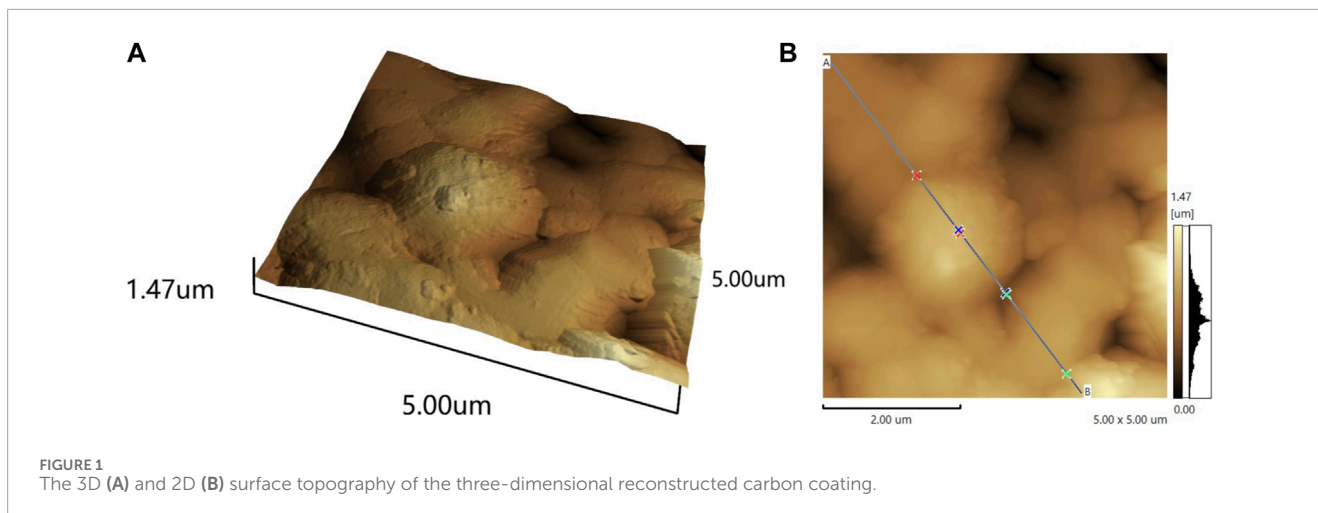 A
B
1.47um
5.00um
5.00um
A
B
1.47
[um]
0.00
2.00 um
5.00 x 5.00 um
FIGURE 1
The 3D (A) and 2D (B) surface topography of the three-dimensional reconstructed carbon coating.